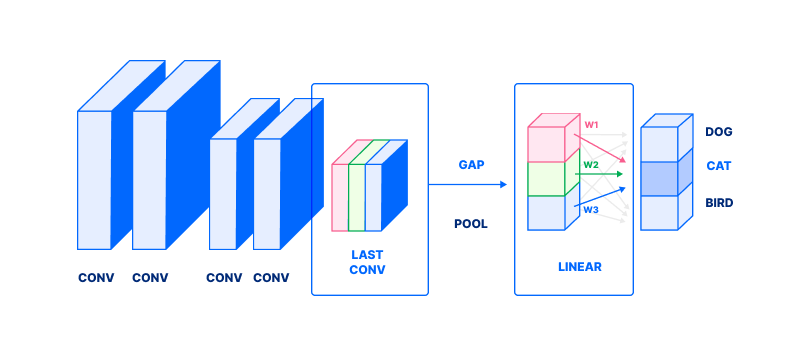 CONV
CONV
CONV
CONV
LAST
CONV
GAP
POOL
W1
W2
W3
LINEAR
DOG
CAT
BIRD